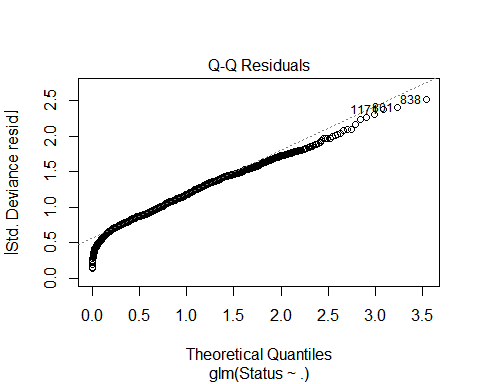 Q-Q Residuals
|Std. Deviance resid|
2.5
2.0
1.5
1.0
0.5
0.0
838
0.0 0.5 1.0 1.5 2.0 2.5 3.0 3.5
Theoretical Quantiles
glm(Status ~ .)